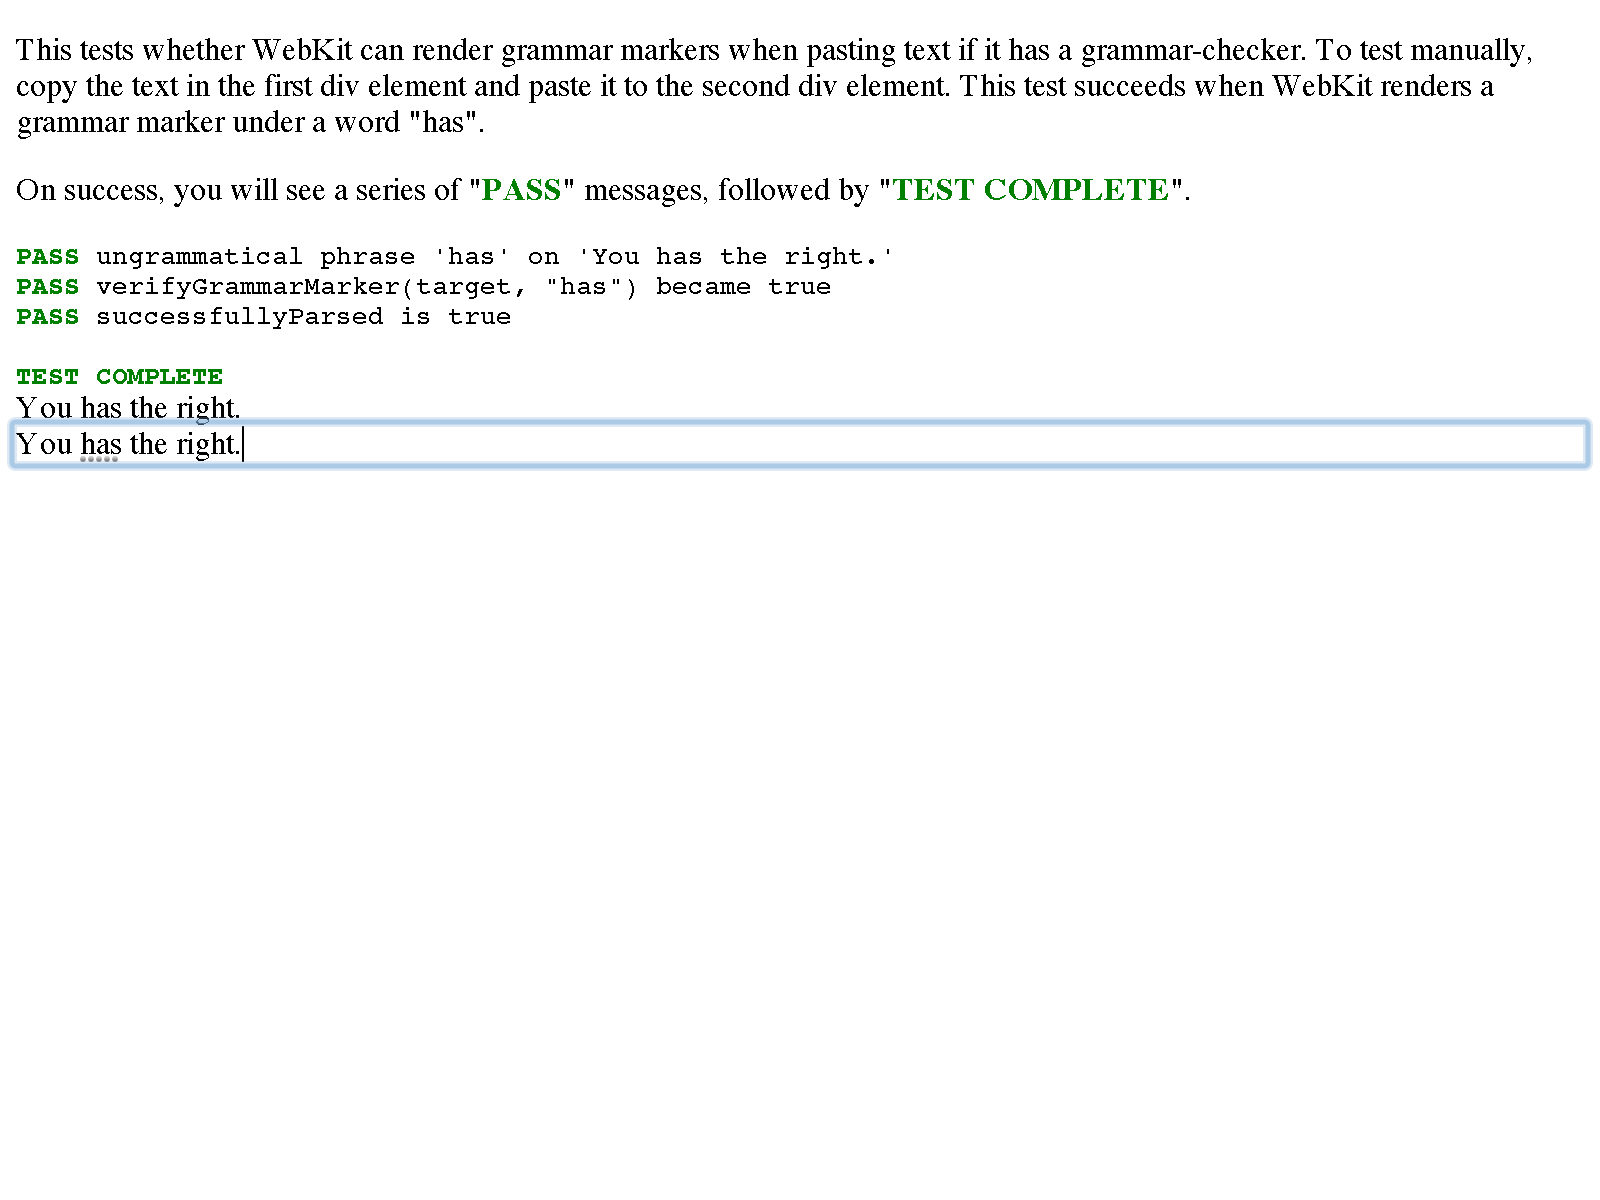 This tests whether WebKit can render grammar markers when pasting text if it has a grammar-checker. To test manually,
copy the text in the first div element and paste it to the second div element. This test succeeds when WebKit renders a
grammar marker under a word "has".
On success, you will see a series of "PASS" messages, followed by "TEST COMPLETE".
PASS ungrammatical phrase 'has' on 'You has the right.'
PASS verifyGrammarMarker(target, "has") became true
PASS successfullyParsed is true
TEST COMPLETE
You has the right.
You has the right.